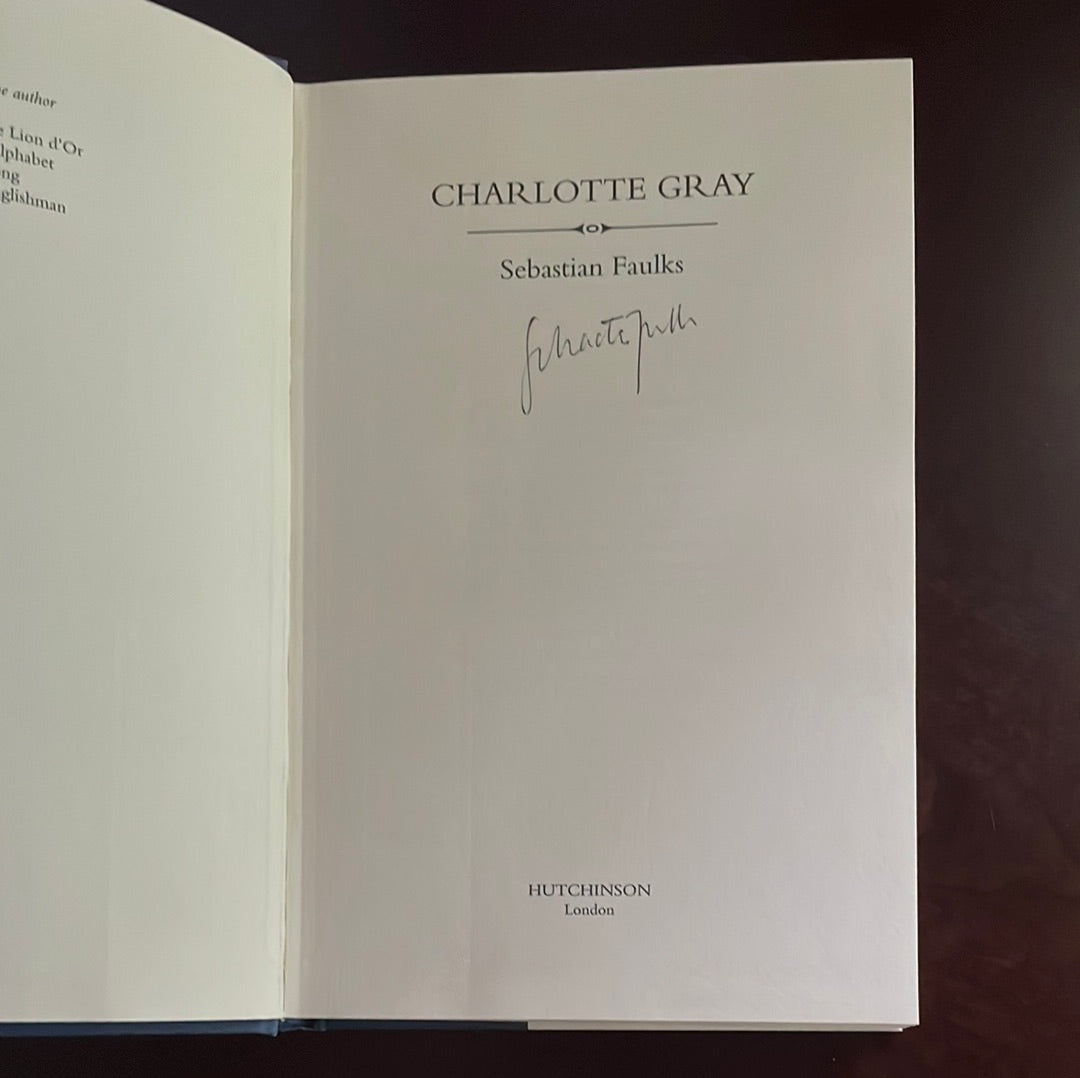 e author
e Lion d'Or
lphabet
ng
glishman
CHARLOTTE GRAY
Sebastian Faulks
HUTCHINSON
London